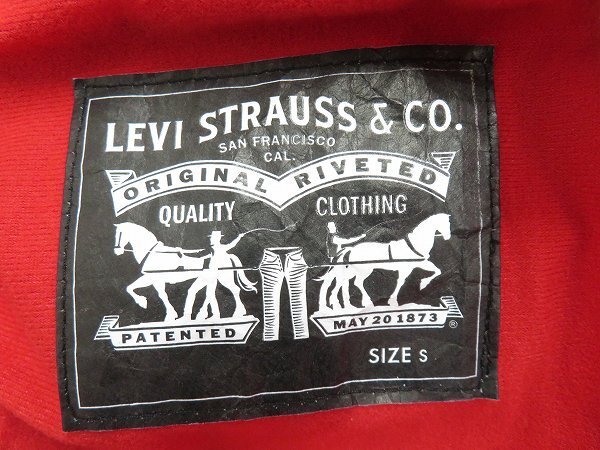 LEVI STRAUSS & CO.
SAN FRANCISCO
CAL.
ORIGINAL RIVETED
QUALITY CLOTHING
PATENTED MAY 20 1873 ®
SIZE S